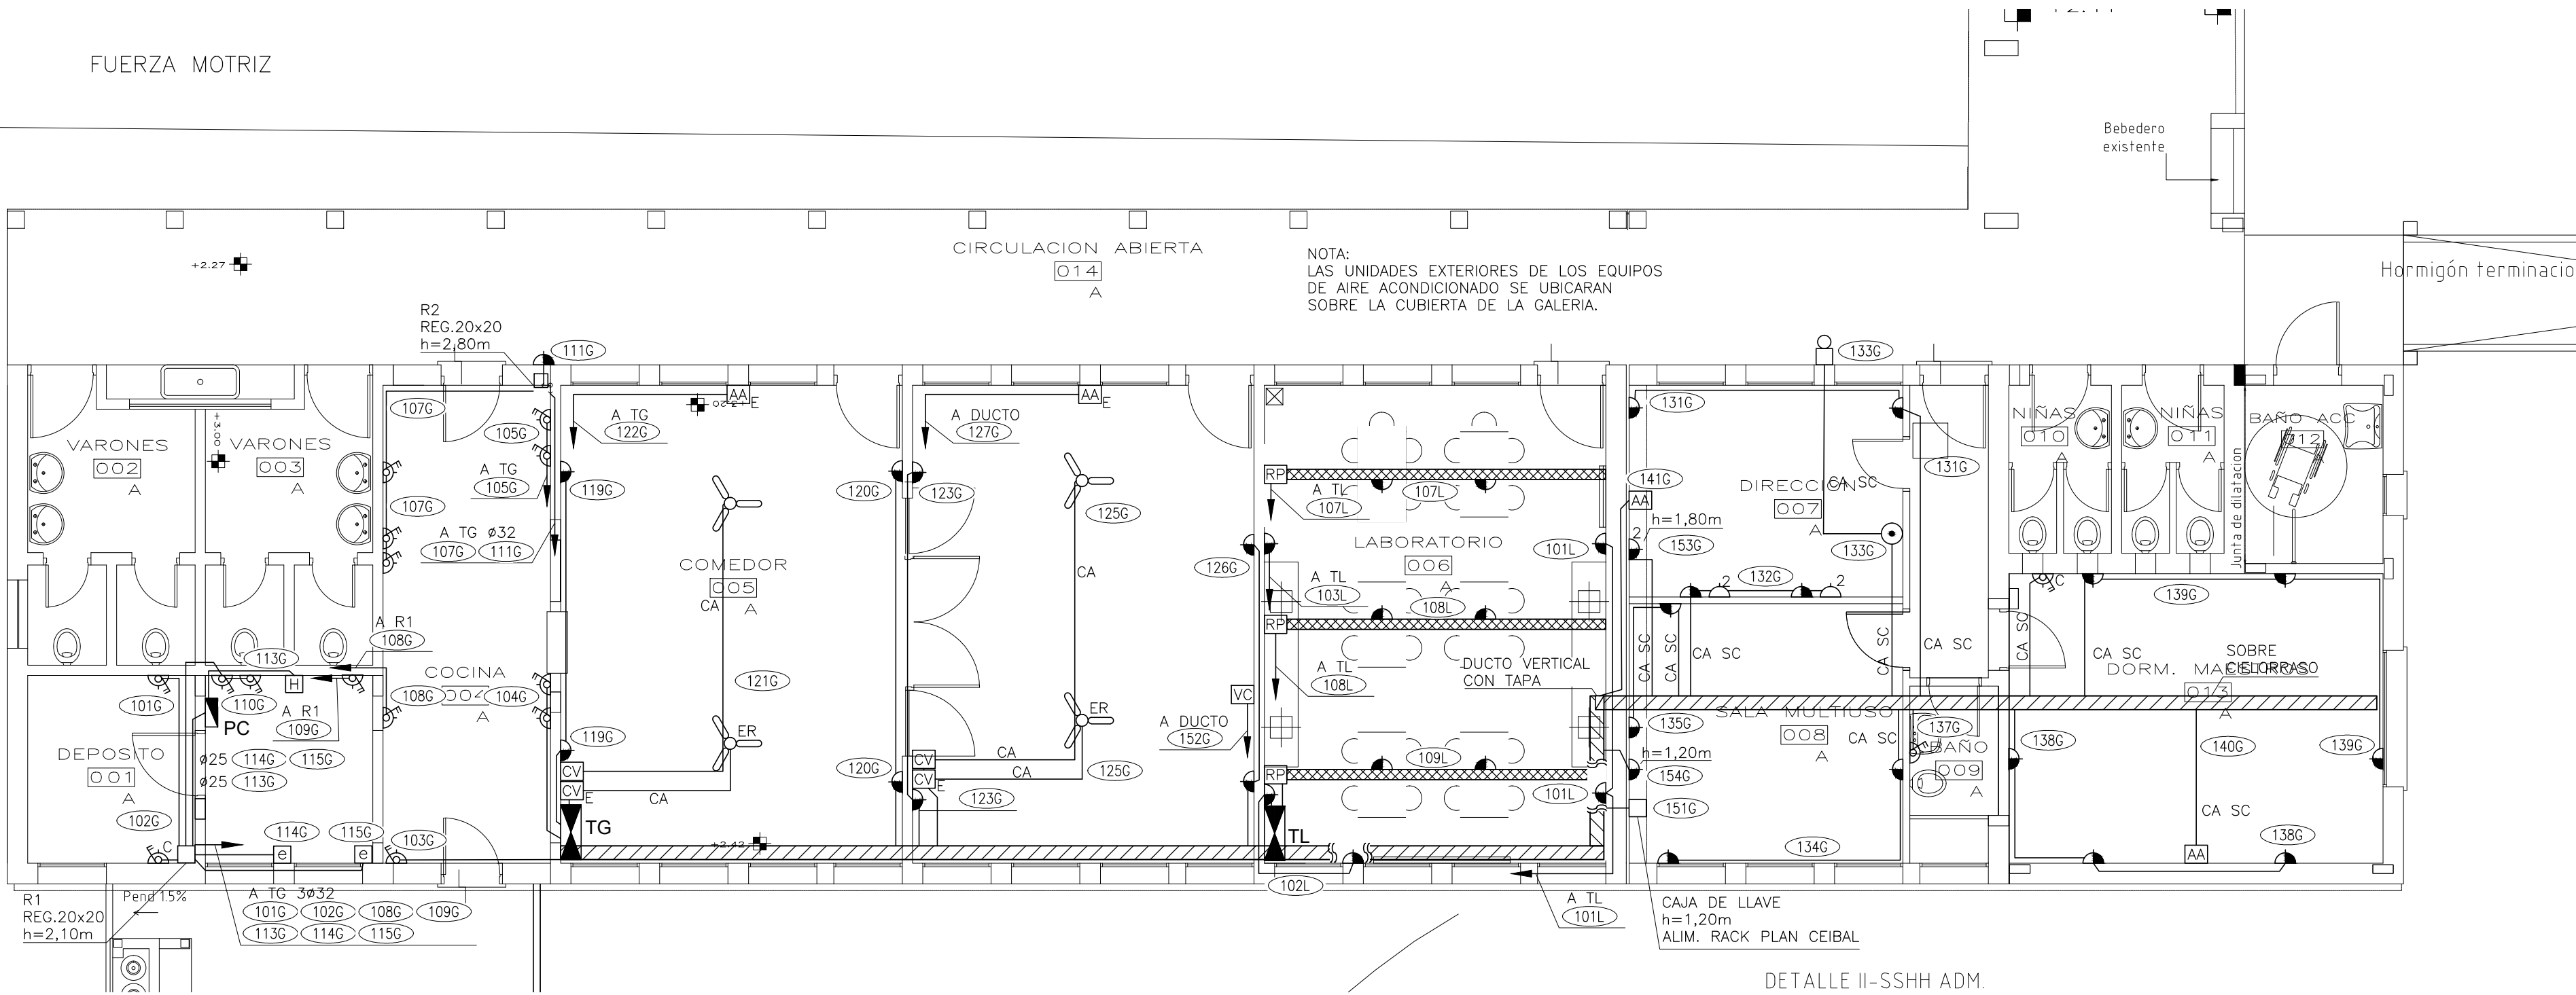 FUERZA MOTRIZ
Bebedero
existente
+2.27
CIRCULACION ABIERTA
014
A
NOTA:
LAS UNIDADES EXTERIORES DE LOS EQUIPOS
DE AIRE ACONDICIONADO SE UBICARAN
SOBRE LA CUBIERTA DE LA GALERIA.
Hormigón terminacio
R2
REG.20x20
h=2,80m
111G
133G
VARONES
002
A
+3.00
VARONES
003
A
107G
105G
A TG
105G
107G
A TG ø32
107G
111G
A R1
108G
COCINA
004
A
108G
104G
103G
A TG
122G
AA
E
119G
120G
COMEDOR
005
A
CA
121G
ER
119G
120G
CV
CV
E
CA
TG
+2.42
A DUCTO
127G
AA
E
123G
125G
CA
126G
ER
VC
A DUCTO
152G
CV
CV
E
CA
CA
125G
123G
RP
A TL
107L
107L
LABORATORIO
006
A
101L
A TL
103L
108L
RP
A TL
108L
DUCTO VERTICAL
CON TAPA
109L
RP
101L
TL
102L
A TL
101L
131G
141G
AA
DIRECCION
007
A
CA SC
131G
2
h=1,80m
153G
133G
132G
2
2
CA SC
CA SC
CA SC
CA SC
CA SC
135G
SALA MULTIUSO
008
A
h=1,20m
154G
CA SC
151G
134G
137G
BAÑO
009
A
CAJA DE LLAVE
h=1,20m
ALIM. RACK PLAN CEIBAL
NIÑAS
010
A
NIÑAS
011
A
Junta de dilatacion
BAÑO ACC
012
A
C
139G
CA SC
CA SC
SOBRE
CIELORRASO
DORM. MAESTROS
013
A
138G
140G
139G
CA SC
138G
AA
113G
101G
110G
H
PC
A R1
109G
DEPOSITO
001
A
ø25
114G
115G
ø25
113G
102G
C
114G
115G
e
e
R1
REG.20x20
h=2,10m
Pend 1.5%
A TG 3ø32
101G
102G
108G
109G
113G
114G
115G
DETALLE II-SSHH ADM.